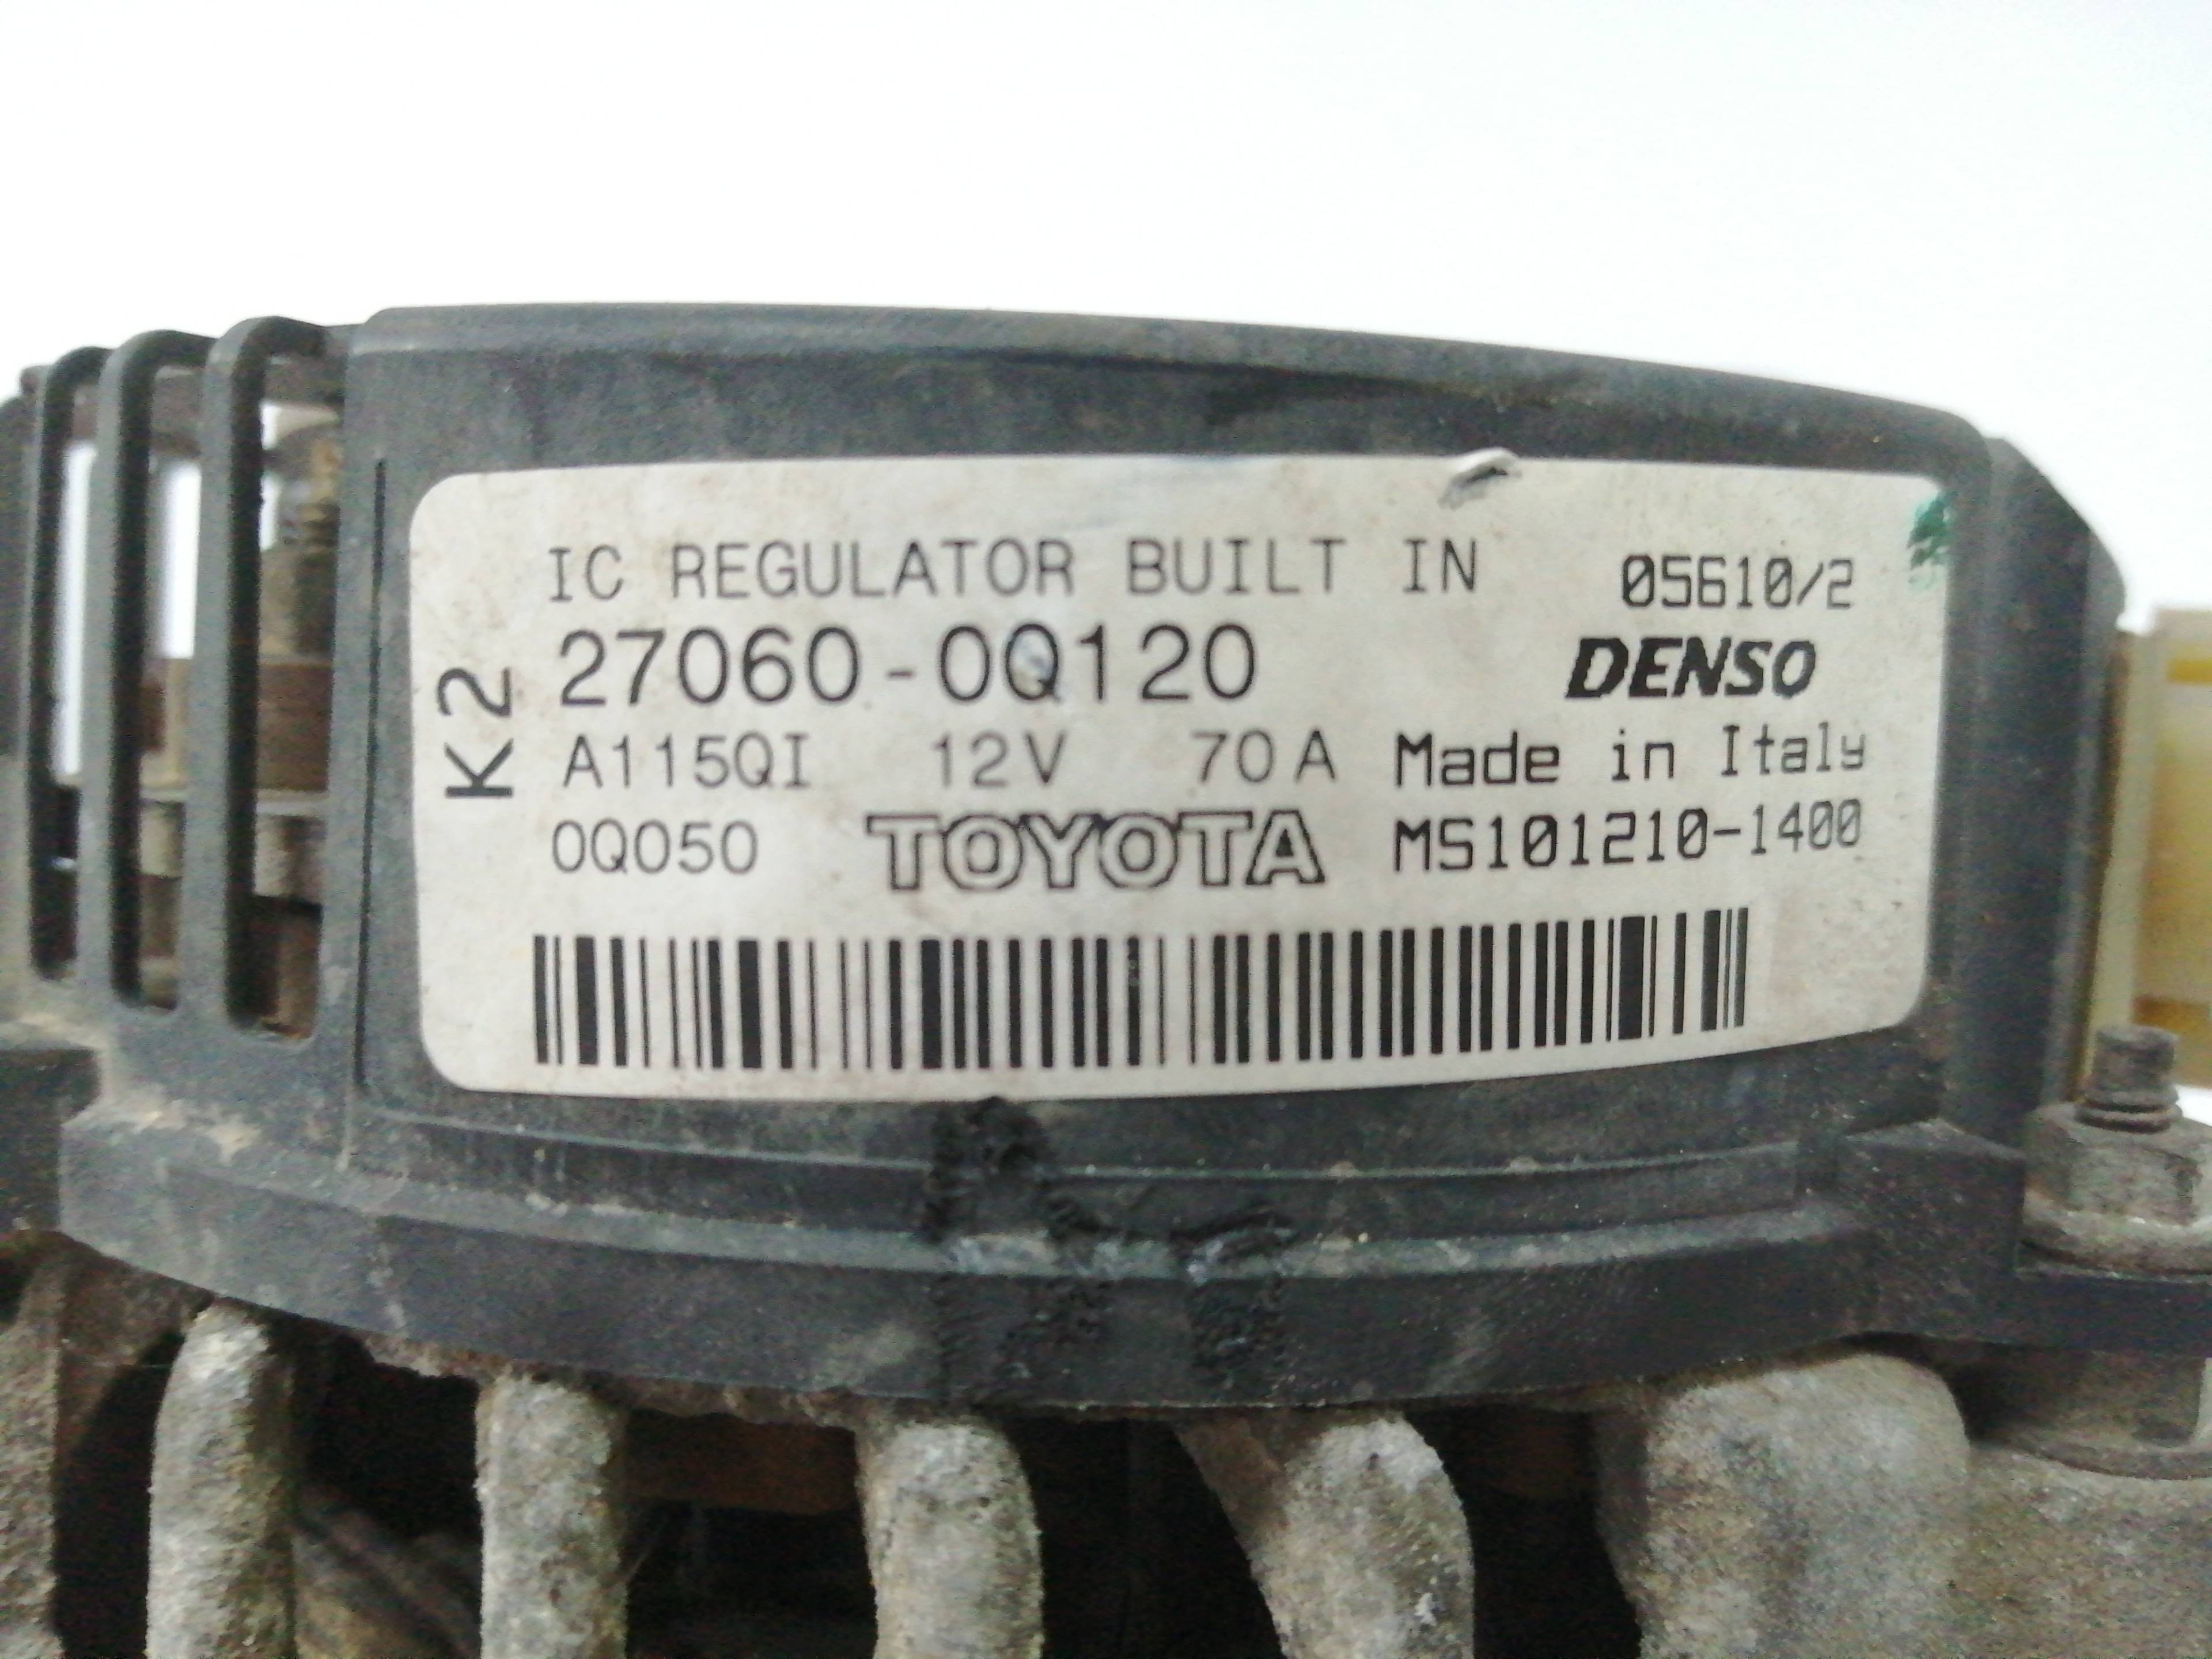 IC REGULATOR BUILT IN 05610/2
K2 27060-0Q120 DENSO
A115QI 12V 70A Made in Italy
0Q050 TOYOTA MS101210-1400